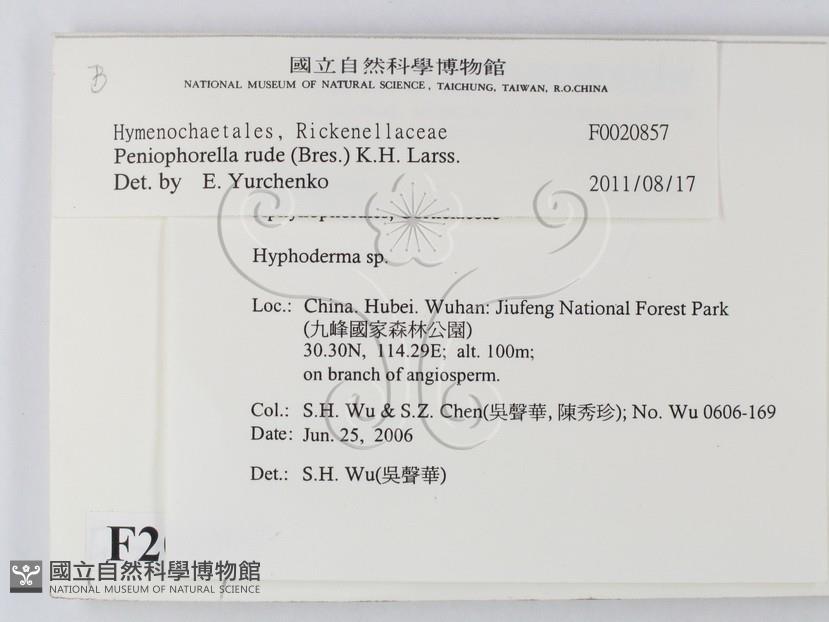 B
國立自然科學博物館
NATIONAL MUSEUM OF NATURAL SCIENCE, TAICHUNG, TAIWAN, R.O.CHINA
Hymenochaetales, Rickenellaceae F0020857
Peniophorella rude (Bres.) K.H. Larss.
Det. by E. Yurchenko 2011/08/17
Hyphoderma sp.
Loc.: China. Hubei. Wuhan: Jiufeng National Forest Park
(九峰國家森林公園)
30.30N, 114.29E; alt. 100m;
on branch of angiosperm.
Col.: S.H. Wu & S.Z. Chen(吳聲華, 陳秀珍); No. Wu 0606-169
Date: Jun. 25, 2006
Det.: S.H. Wu(吳聲華)
F2
國立自然科學博物館
NATIONAL MUSEUM OF NATURAL SCIENCE